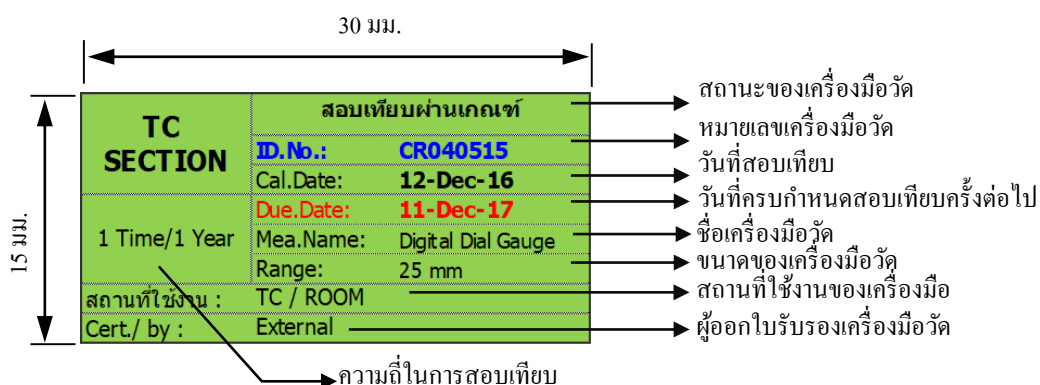 30 มม.
15 มม.
TC
SECTION
สอบเทียบผ่านเกณฑ์
ID.No.: CR040515
Cal.Date: 12-Dec-16
Due.Date: 11-Dec-17
1 Time/1 Year
Mea.Name: Digital Dial Gauge
Range: 25 mm
สถานที่ใช้งาน : TC / ROOM
Cert./ by : External
สถานะของเครื่องมือวัด
หมายเลขเครื่องมือวัด
วันที่สอบเทียบ
วันที่ครบกำหนดสอบเทียบครั้งต่อไป
ชื่อเครื่องมือวัด
ขนาดของเครื่องมือวัด
สถานที่ใช้งานของเครื่องมือ
ผู้ออกใบรับรองเครื่องมือวัด
ความถี่ในการสอบเทียบ